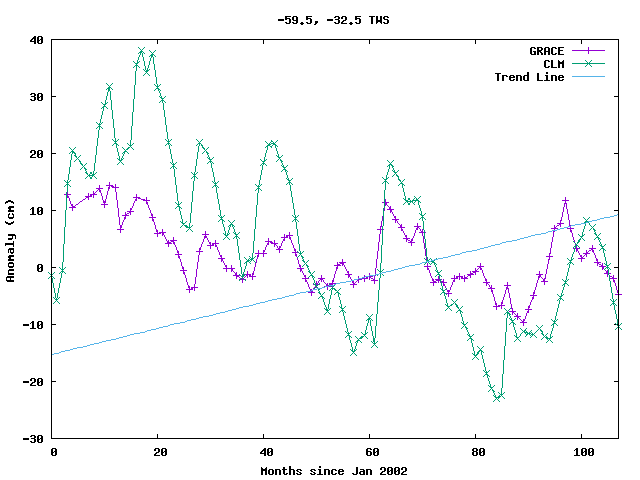 -59.5, -32.5 TWS
GRACE
CLM
Trend Line
Anomaly (cm)
40
30
20
10
0
-10
-20
-30
0 20 40 60 80 100
Months since Jan 2002